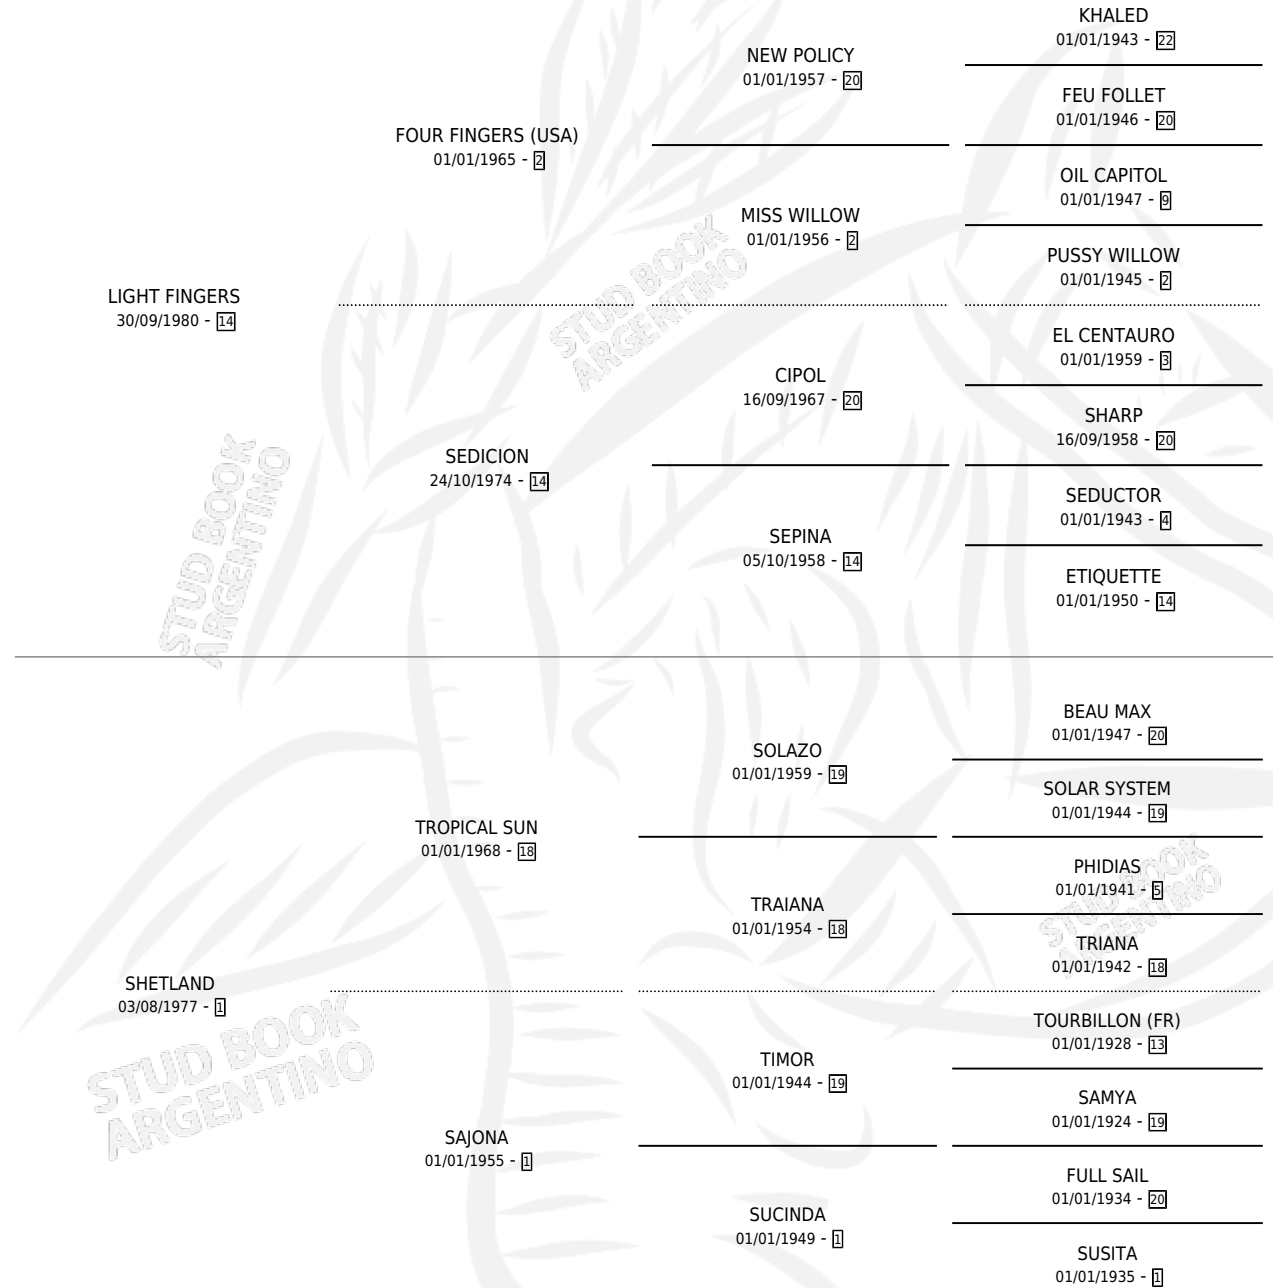 KHALED
01/01/1943 - 22
NEW POLICY
01/01/1957 - 20
FEU FOLLET
01/01/1946 - 20
FOUR FINGERS (USA)
01/01/1965 - 2
OIL CAPITOL
01/01/1947 - 9
MISS WILLOW
01/01/1956 - 2
PUSSY WILLOW
01/01/1945 - 2
LIGHT FINGERS
30/09/1980 - 14
EL CENTAURO
01/01/1959 - 3
CIPOL
16/09/1967 - 20
SHARP
16/09/1958 - 20
SEDICION
24/10/1974 - 14
SEDUCTOR
01/01/1943 - 4
SEPINA
05/10/1958 - 14
ETIQUETTE
01/01/1950 - 14
STUD BOOK
ARGENTINO
STUD BOOK
ARGENTINO
BEAU MAX
01/01/1947 - 20
SOLAZO
01/01/1959 - 19
SOLAR SYSTEM
01/01/1944 - 19
TROPICAL SUN
01/01/1968 - 18
PHIDIAS
01/01/1941 - 5
TRAIANA
01/01/1954 - 18
TRIANA
01/01/1942 - 18
SHETLAND
03/08/1977 - 1
TOURBILLON (FR)
01/01/1928 - 13
TIMOR
01/01/1944 - 19
SAMYA
01/01/1924 - 19
SAJONA
01/01/1955 - 1
FULL SAIL
01/01/1934 - 20
SUCINDA
01/01/1949 - 1
SUSITA
01/01/1935 - 1
STUD BOOK
ARGENTINO
STUD BOOK
ARGENTINO